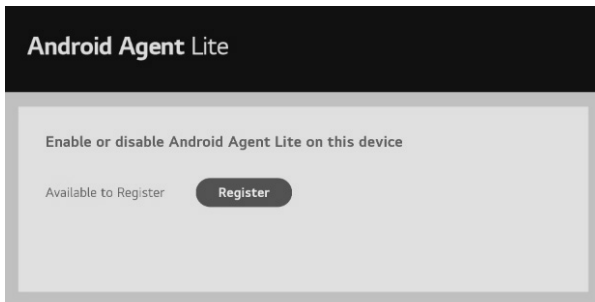 Android Agent Lite
Enable or disable Android Agent Lite on this device
Available to Register
Register